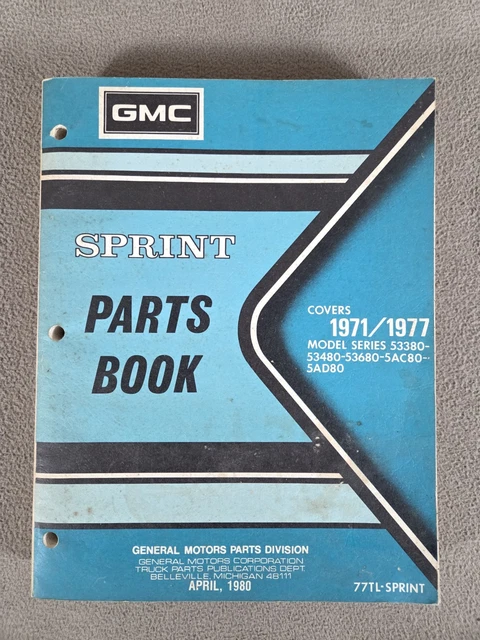 GMC
SPRINT
PARTS
BOOK
COVERS
1971/1977
MODEL SERIES 53380-
53480-53680-5AC80-
5AD80
GENERAL MOTORS PARTS DIVISION
GENERAL MOTORS CORPORATION
TRUCK PARTS PUBLICATIONS DEPT.
BELLEVILLE, MICHIGAN 48111
APRIL, 1980
77TL-SPRINT